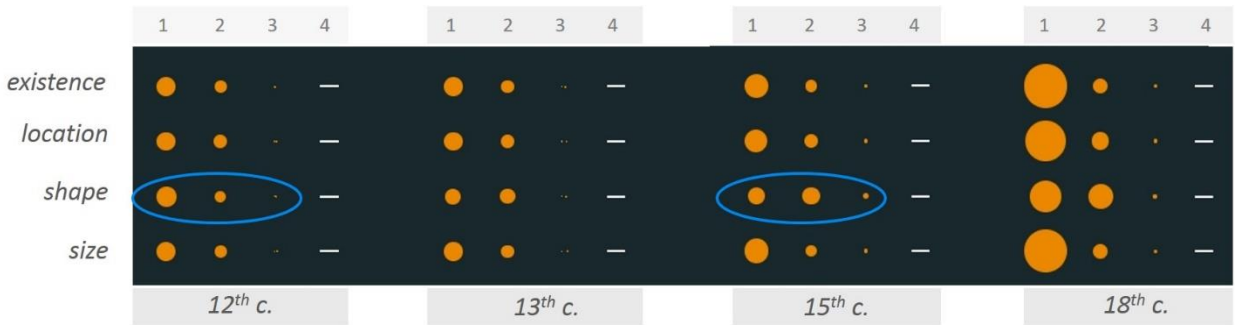 1 2 3 4 1 2 3 4 1 2 3 4 1 2 3 4
existence
location
shape
size
12th c. 13th c. 15th c. 18th c.